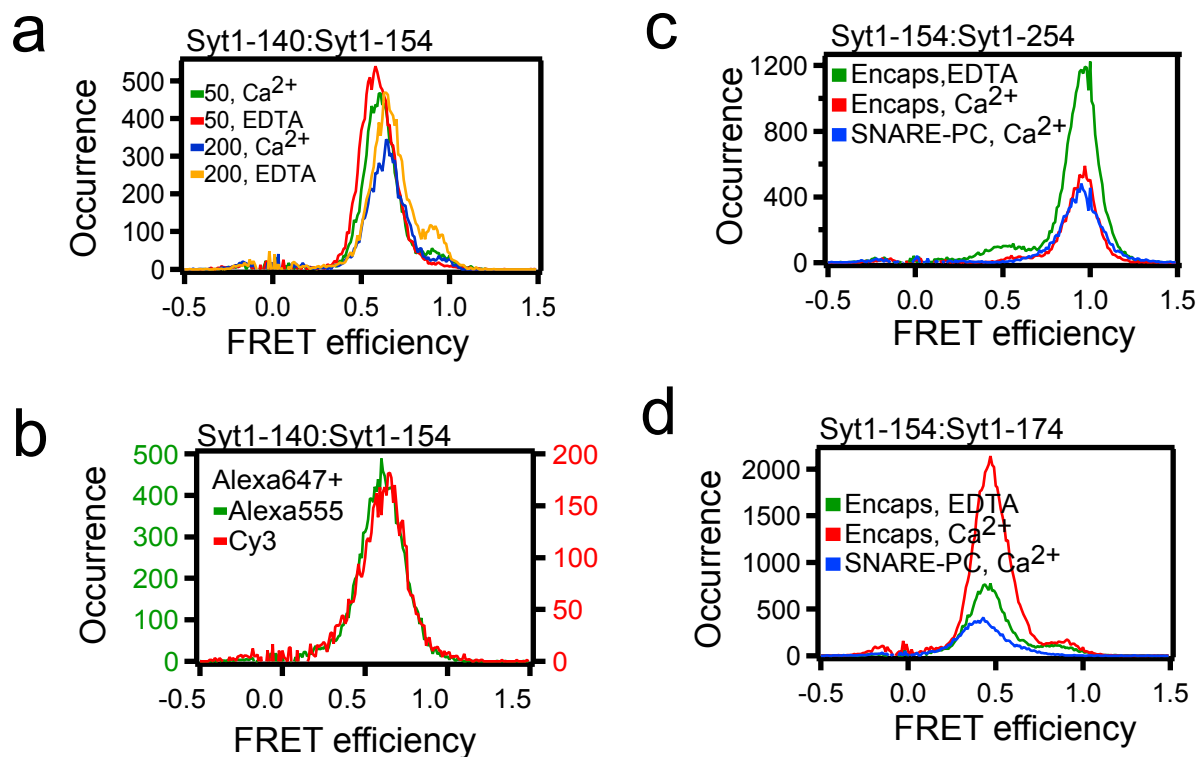 a
Syt1-140:Syt1-154
Occurrence
500
400
300
200
100
0
50, Ca2+
50, EDTA
200, Ca2+
200, EDTA
-0.5 0.0 0.5 1.0 1.5
FRET efficiency
b
Syt1-140:Syt1-154
Occurrence
500
400
300
200
100
0
Alexa647+
Alexa555
Cy3
200
150
100
50
0
-0.5 0.0 0.5 1.0 1.5
FRET efficiency
c
Syt1-154:Syt1-254
Occurrence
1200
800
400
0
Encaps,EDTA
Encaps, Ca2+
SNARE-PC, Ca2+
-0.5 0.0 0.5 1.0 1.5
FRET efficiency
d
Syt1-154:Syt1-174
Occurrence
2000
1500
1000
500
0
Encaps, EDTA
Encaps, Ca2+
SNARE-PC, Ca2+
-0.5 0.0 0.5 1.0 1.5
FRET efficiency